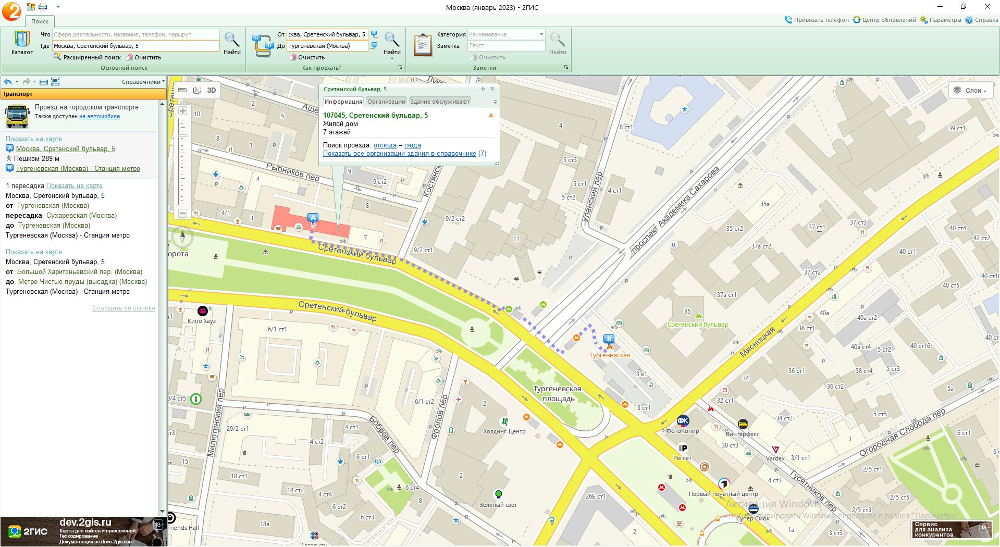 Москва (январь 2023) - 2ГИС
Поиск
Привязать телефон
Центр обновлений
Параметры
Справка
Каталог
Что
Сфера деятельности, название, телефон, маршрут
Где
Москва, Сретенский бульвар, 5
Расширенный поиск
Очистить
Найти
Основной поиск
От
ква, Сретенский бульвар, 5
До
Тургеневская (Москва)
Очистить
Найти
Как проехать?
Категория
Наименование
Заметка
Текст
Очистить
Найти
Заметки
Справочники
Транспорт
Проезд на городском транспорте
Также доступен на автомобиле.
Показать на карте
A Москва, Сретенский бульвар, 5
Пешком 289 м
B Тургеневская (Москва) - Станция метро
1 пересадка Показать на карте
Москва, Сретенский бульвар, 5
от Тургеневская (Москва)
пересадка Сухаревская (Москва)
до Тургеневская (Москва)
Тургеневская (Москва) - Станция метро
Показать на карте
Москва, Сретенский бульвар, 5
от Большой Харитоньевский пер. (Москва)
до Метро Чистые пруды (высадка) (Москва)
Тургеневская (Москва) - Станция метро
Сообщить об ошибке
2ГИС
dev.2gis.ru
Карты для сайтов и приложений
Геокодирование
Документация на docs.2gis.com
18+
3D
Слои
Сретенский бульвар, 5
Информация
Организации
Здание обслуживают
107045, Сретенский бульвар, 5
Жилой дом
7 этажей
Поиск проезда: отсюда – сюда
Показать все организации здания в справочнике (7)
10
2
5
8
1
4
9
9 ст2
8
4/1
3
5
7
9/2 ст1
9/2 ст2
11
4
8 ст1
5 ст3
5 ст1
5 ст2
4 ст1
39 ст1
35а
35 ст2
37 ст1
37 ст3
37а ст2
37 ст2
37а ст1
40 ст4
42 ст2
40 ст1
40 ст5
40а
40а ст2
38 ст1
40а ст4
5 ст2
40 ст16
38 ст4
5 ст3
36 ст1
36 ст2
34
5а
32 ст1
34 ст2
5 ст5
6 ст1
3
30 ст3
3/1 ст1
2/5 ст1
4 ст3
2/5 ст5
2/5 ст3
1а
3 ст3
35
Рыбников пер
Уланский пер
проспект Академика Сахарова
Сретенский бульвар
Сретенский бульвар
Сретенский бульвар
Мясницкая
орота
Кино Хауз
6/1 ст1
A
B
Тургеневская
3 к1
3 ст1
Тургеневская
площадь
6/1 ст2
2
Холдинг-Центр
ФотоКопир
Винтерфелл
Реглет
Vardex
Огородная Слобода пер
Гусятников пер
Милютинский пер
Бобров пер
Фролов пер
20/2 ст1
4 ст1
4 ст2
6 ст1
15
18 ст1
18 ст2
4 ст4
6 ст2
6 ст4
6 ст3
8
18а
2
Зеленый свет
26Б ст1
2
Первый печатный центр
Супер Смок
Friends Hall
Активация Windows
Чтобы активировать Windows, перейдите в раздел "Параметры".
Сервис
для анализа
конкурентов
18+